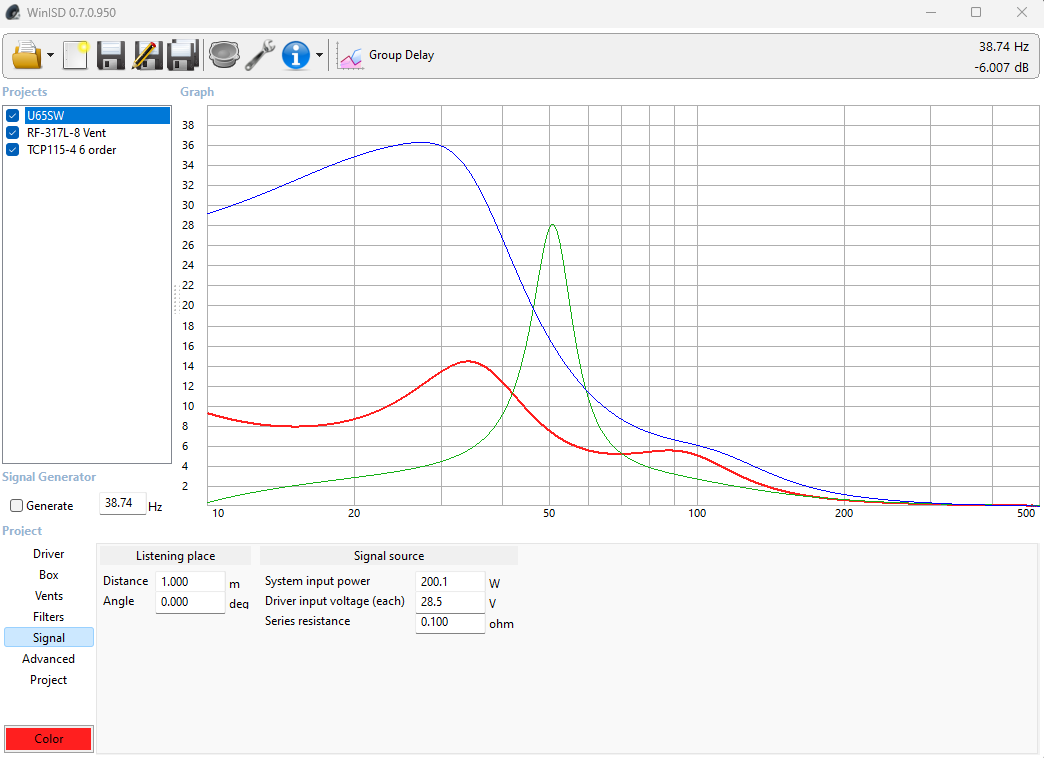 WinISD 0.7.0.950
Group Delay
38.74 Hz
-6.007 dB
Projects
U65SW
RF-317L-8 Vent
TCP115-4 6 order
Graph
38
36
34
32
30
28
26
24
22
20
18
16
14
12
10
8
6
4
2
10 20 50 100 200 500
Signal Generator
Generate 38.74 Hz
Project
Driver
Box
Vents
Filters
Signal
Advanced
Project
Color
Listening place
Distance 1.000 m
Angle 0.000 deg
Signal source
System input power 200.1 W
Driver input voltage (each) 28.5 V
Series resistance 0.100 ohm